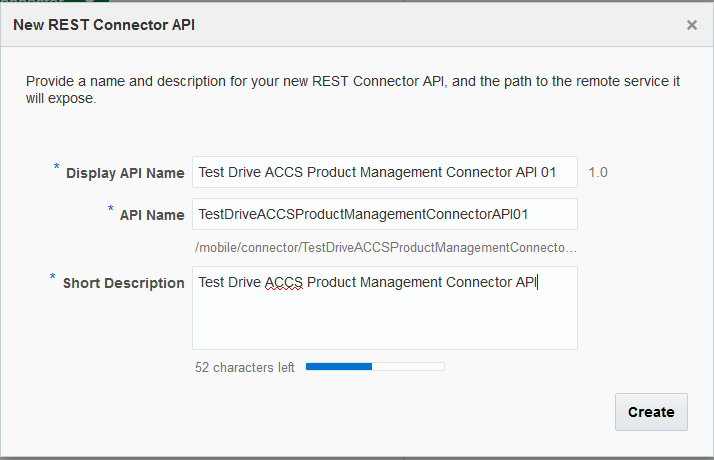 New REST Connector API
Provide a name and description for your new REST Connector API, and the path to the remote service it
will expose.
* Display API Name Test Drive ACCS Product Management Connector API 01 1.0
* API Name TestDriveACCSProductManagementConnectorAPI01
/mobile/connector/TestDriveACCSProductManagementConnecto...
* Short Description Test Drive ACCS Product Management Connector API
52 characters left
Create